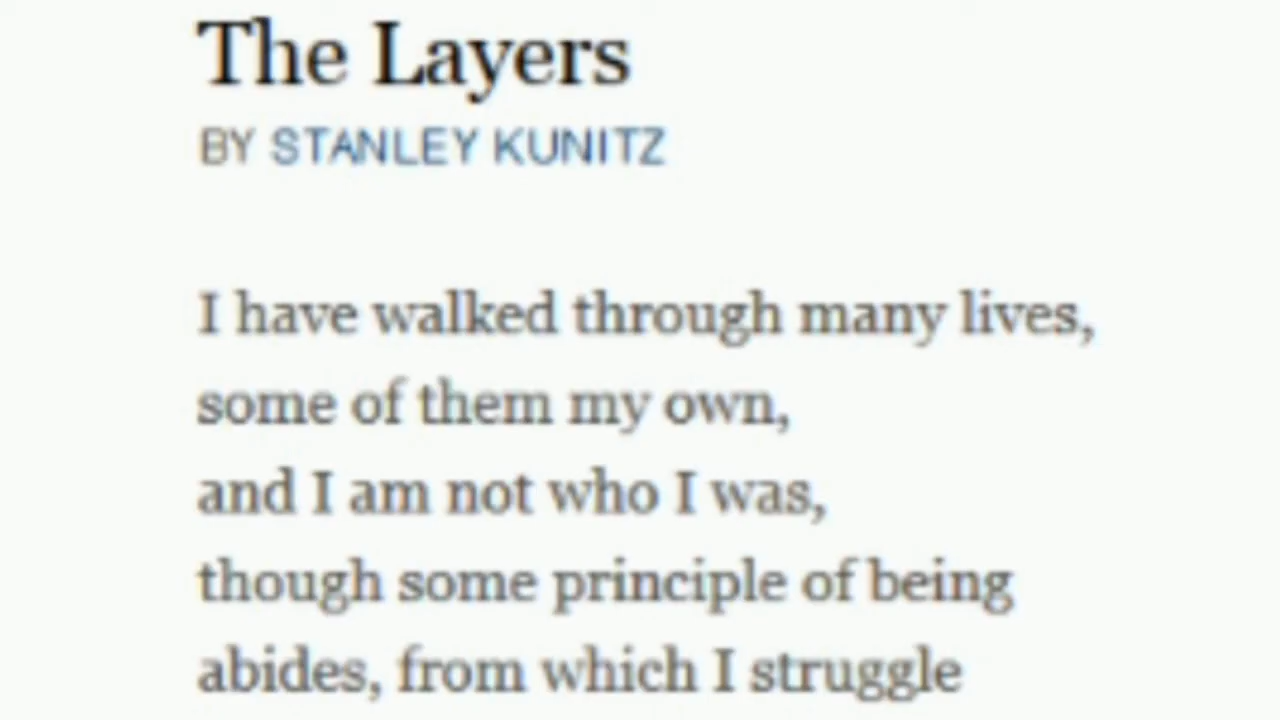 The Layers
BY STANLEY KUNITZ
I have walked through many lives,
some of them my own,
and I am not who I was,
though some principle of being
abides, from which I struggle